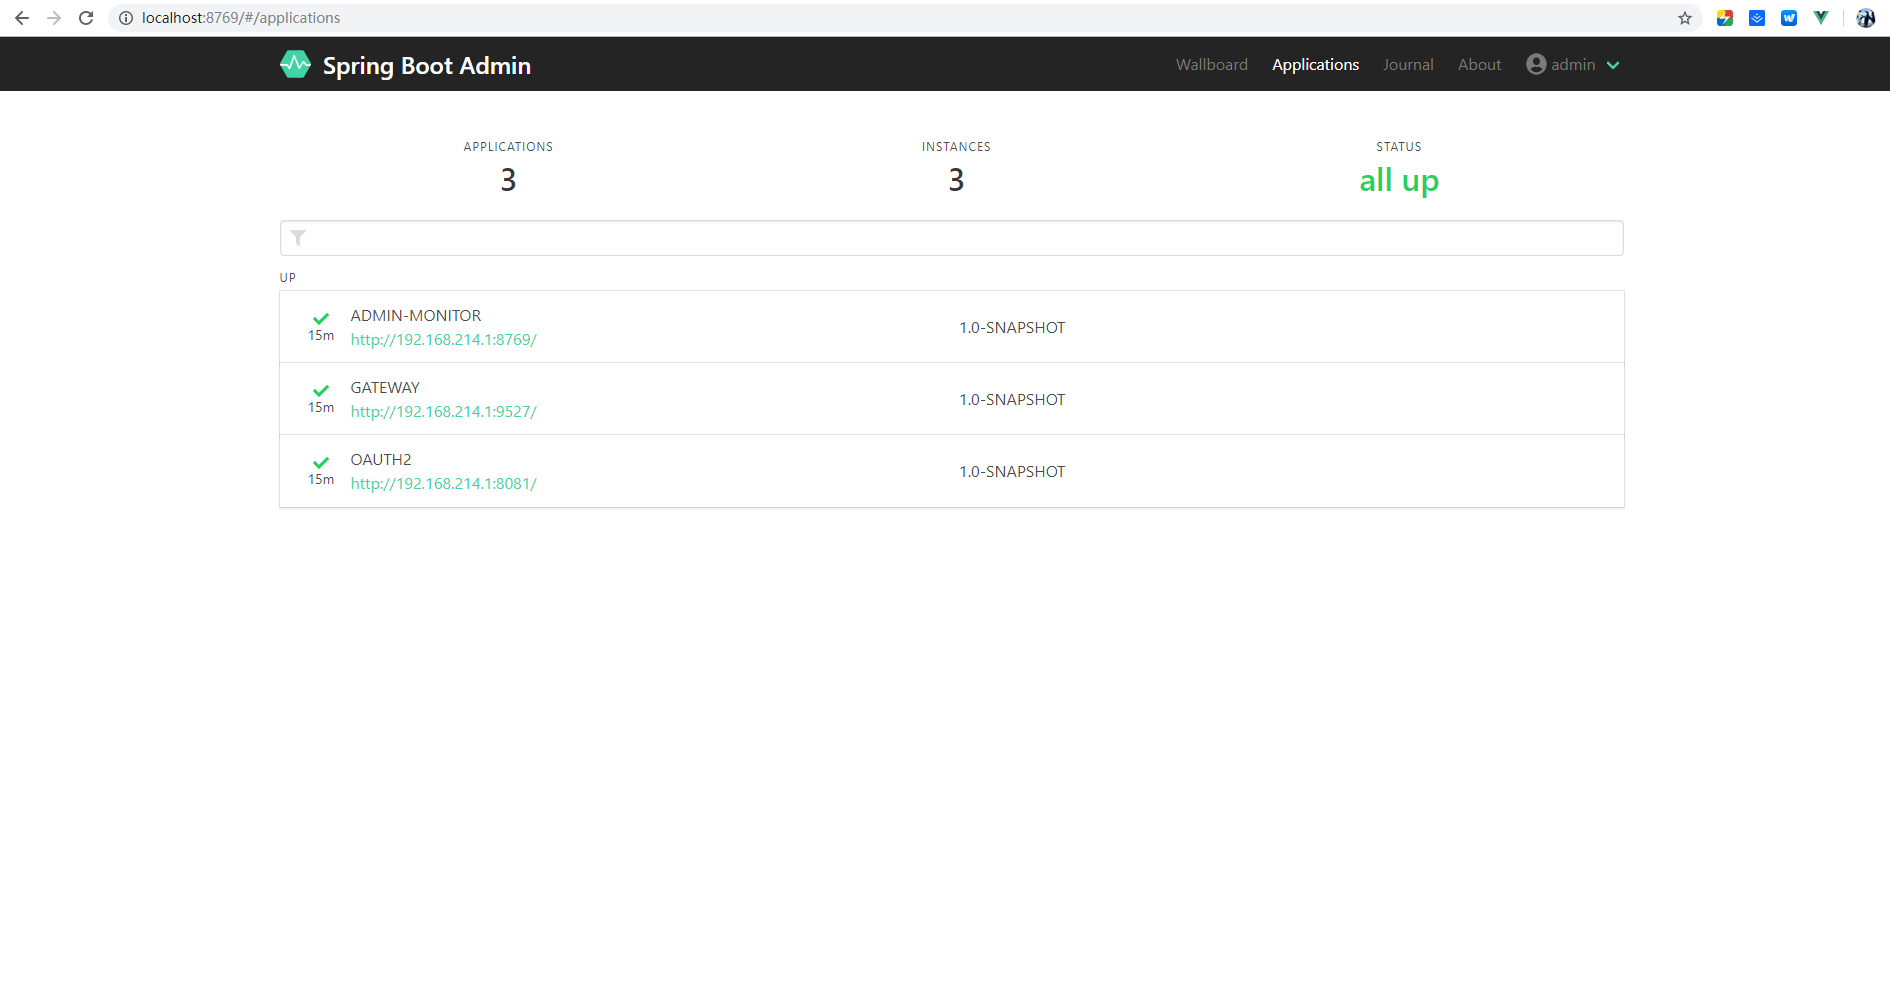 localhost:8769/#/applications
Spring Boot Admin
Wallboard
Applications
Journal
About
admin
APPLICATIONS
INSTANCES
STATUS
3
3
all up
UP
ADMIN-MONITOR
15m
http://192.168.214.1:8769/
1.0-SNAPSHOT
GATEWAY
15m
http://192.168.214.1:9527/
1.0-SNAPSHOT
OAUTH2
15m
http://192.168.214.1:8081/
1.0-SNAPSHOT